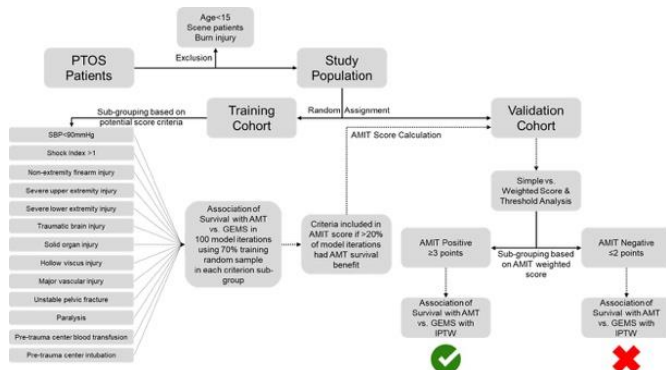 Age<15
Scene patients
Burn injury
PTOS
Patients
Exclusion
Study
Population
Sub-grouping based on
potential score criteria
Training
Cohort
Random Assignment
Validation
Cohort
AMIT Score Calculation
SBP<90mmHg
Shock Index >1
Non-extremity firearm injury
Severe upper extremity injury
Severe lower extremity injury
Traumatic brain injury
Solid organ injury
Hollow viscus injury
Major vascular injury
Unstable pelvic fracture
Paralysis
Pre-trauma center blood transfusion
Pre-trauma center intubation
Association of
Survival with AMT
vs. GEMS in
100 model iterations
using 70% training
random sample
in each criterion sub-
group
Criteria included in
AMIT score if >20%
of model iterations
had AMT survival
benefit
Simple vs.
Weighted Score &
Threshold Analysis
AMIT Positive
≥3 points
Sub-grouping based
on AMIT weighted
score
AMIT Negative
≤2 points
Association of
Survival with AMT
vs. GEMS with
IPTW
Association of
Survival with AMT
vs. GEMS with
IPTW